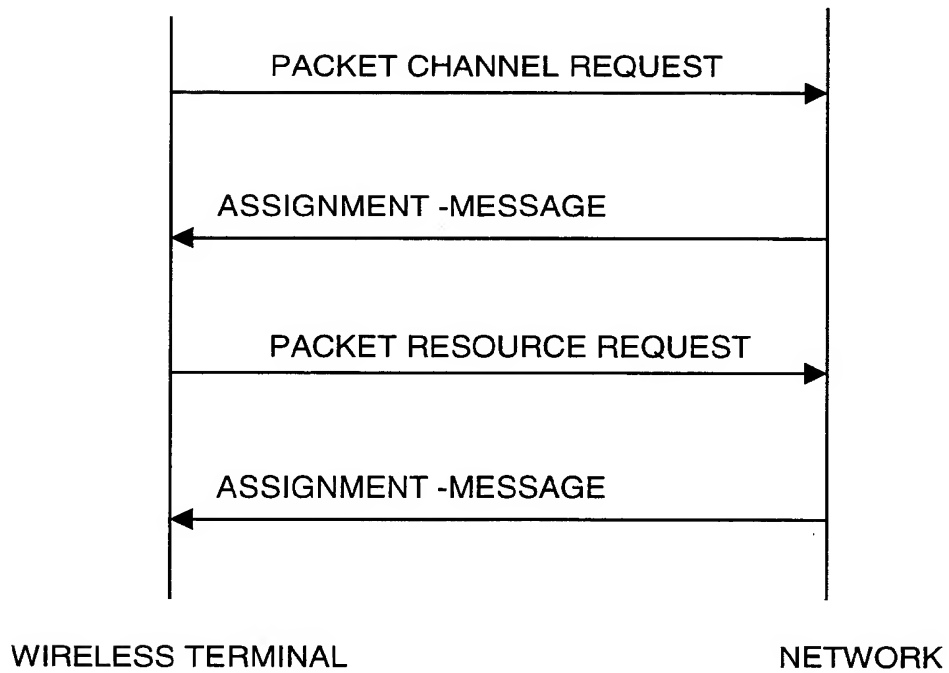 PACKET CHANNEL REQUEST
ASSIGNMENT -MESSAGE
PACKET RESOURCE REQUEST
ASSIGNMENT -MESSAGE
WIRELESS TERMINAL NETWORK